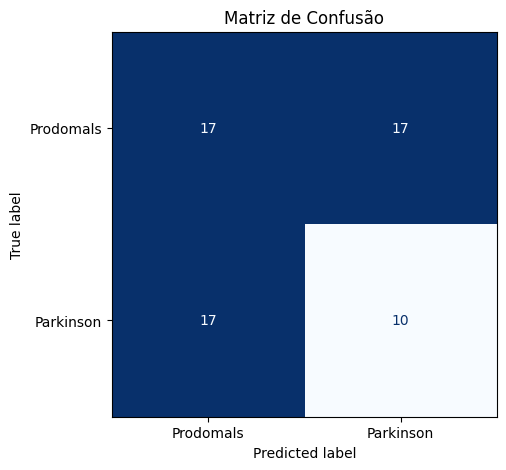 Matriz de Confusão
True label
Prodomals
17 17
Parkinson
17 10
Prodomals Parkinson
Predicted label